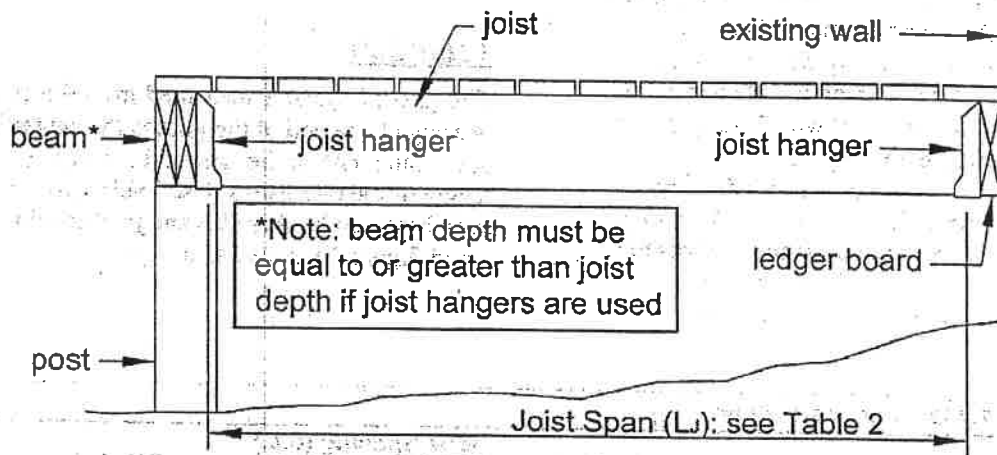 joist
existing wall
beam*
joist hanger
joist hanger
*Note: beam depth must be
equal to or greater than joist
depth if joist hangers are used
ledger board
post
Joist Span (LJ): see Table 2